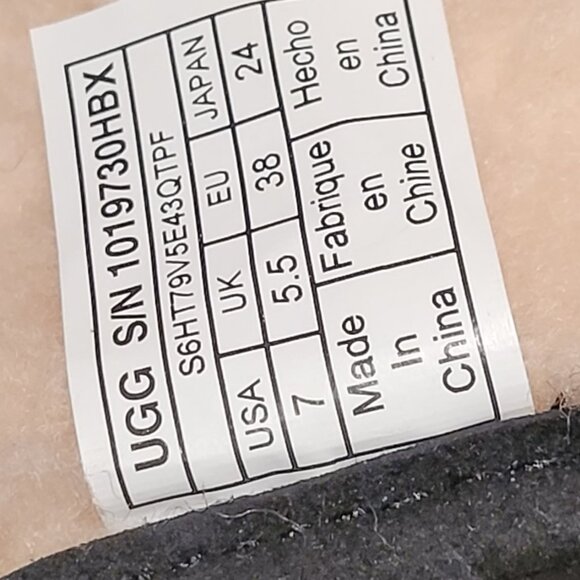 UGG S/N 1019730HBX
S6HT79V5E43QTPF
USA UK EU JAPAN
7 5.5 38 24
Made In China
Fabrique en Chine
Hecho en China